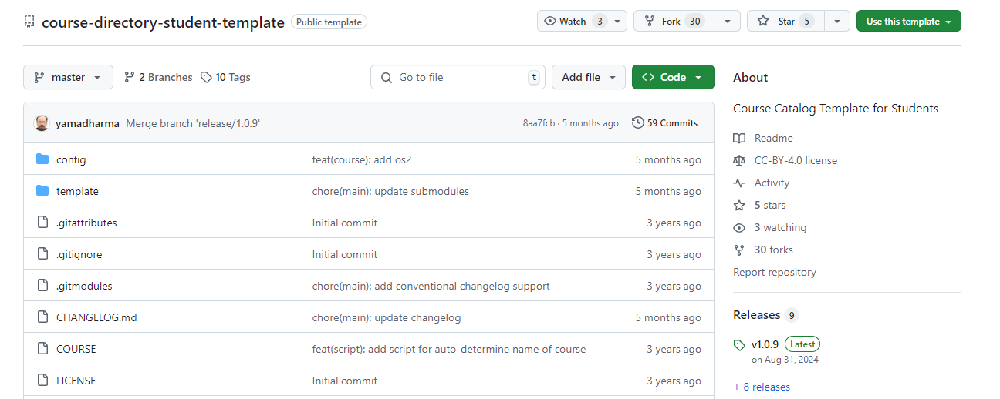 course-directory-student-template Public template Watch 3 Fork 30 Star 5 Use this template
master 2 Branches 10 Tags Go to file t Add file Code
yamadharma Merge branch 'release/1.0.9' 8aa7fcb · 5 months ago 59 Commits
config feat(course): add os2 5 months ago
template chore(main): update submodules 5 months ago
.gitattributes Initial commit 3 years ago
.gitignore Initial commit 3 years ago
.gitmodules chore(main): add conventional changelog support 3 years ago
CHANGELOG.md chore(main): update changelog 5 months ago
COURSE feat(script): add script for auto-determine name of course 3 years ago
LICENSE Initial commit 3 years ago
About
Course Catalog Template for Students
Readme
CC-BY-4.0 license
Activity
5 stars
3 watching
30 forks
Report repository
Releases 9
v1.0.9 Latest
on Aug 31, 2024
+ 8 releases